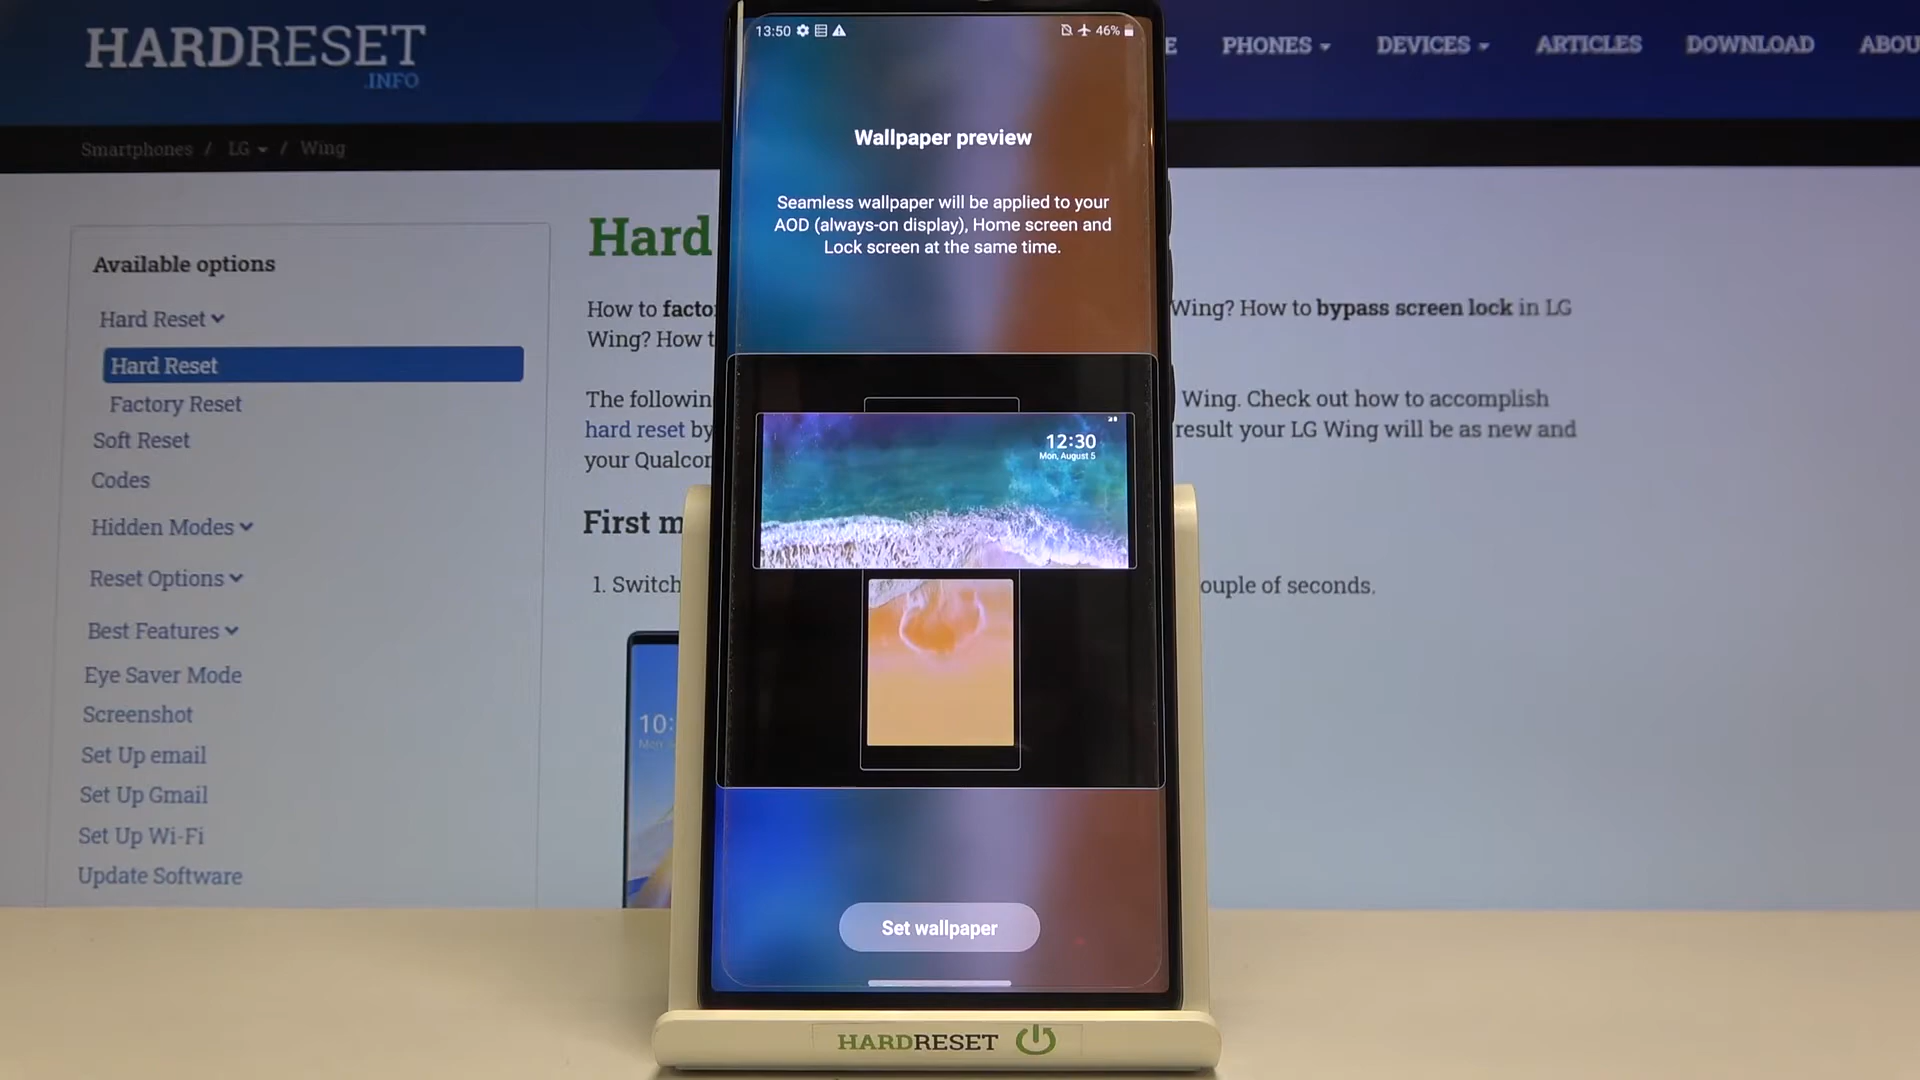 HARDRESET
.INFO
PHONES
DEVICES
ARTICLES
DOWNLOAD
Smartphones / LG / Wing
Available options
Hard Reset
Hard Reset
Factory Reset
Soft Reset
Codes
Hidden Modes
Reset Options
Best Features
Eye Saver Mode
Screenshot
Set Up email
Set Up Gmail
Set Up Wi-Fi
Update Software
Hard
How to
Wing? How to bypass screen lock in LG
Wing? How
The
Wing. Check out how to accomplish
hard reset by
result your LG Wing will be as new and
your
First
1. Switch
of seconds.
13:50
46%
Wallpaper preview
Seamless wallpaper will be applied to your
AOD (always-on display), Home screen and
Lock screen at the same time.
12:30
Mon, August 5
Set wallpaper
HARDRESET